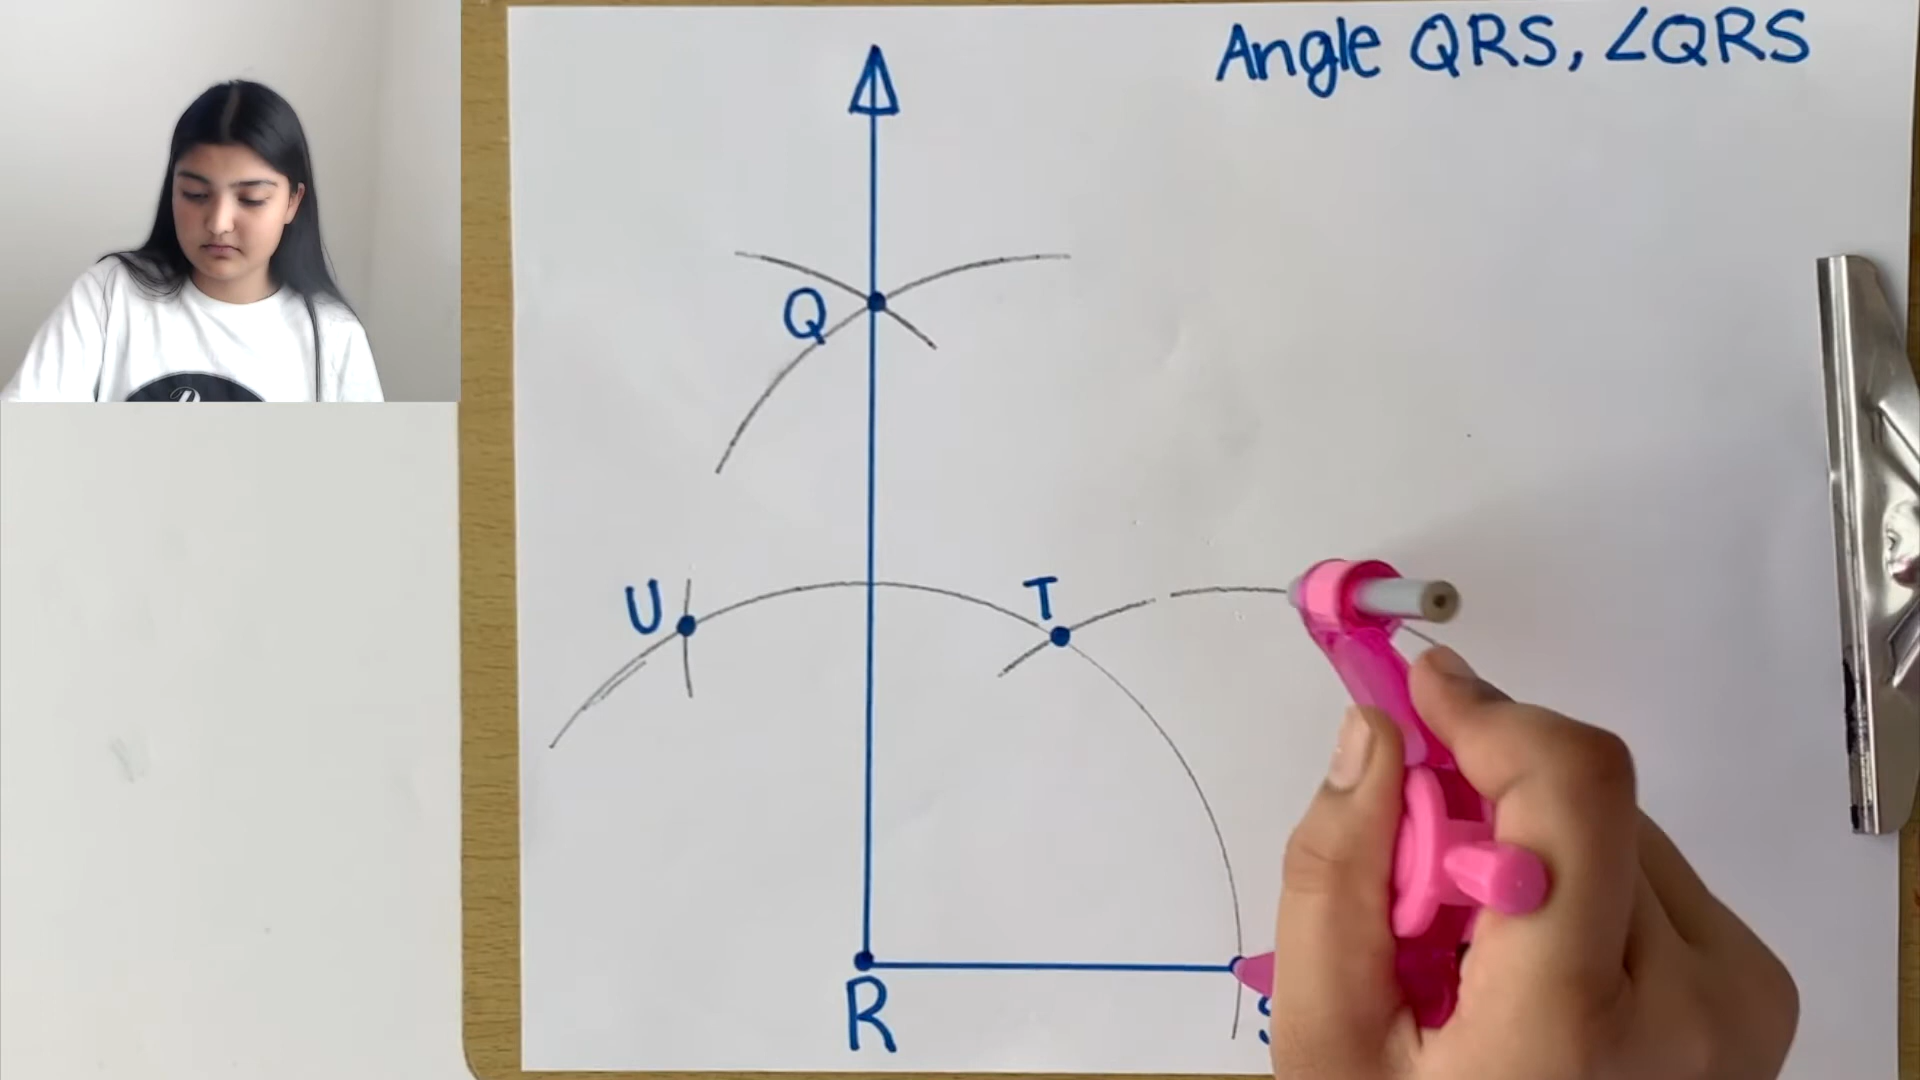 Angle QRS, ∠QRS
Q
U
T
R